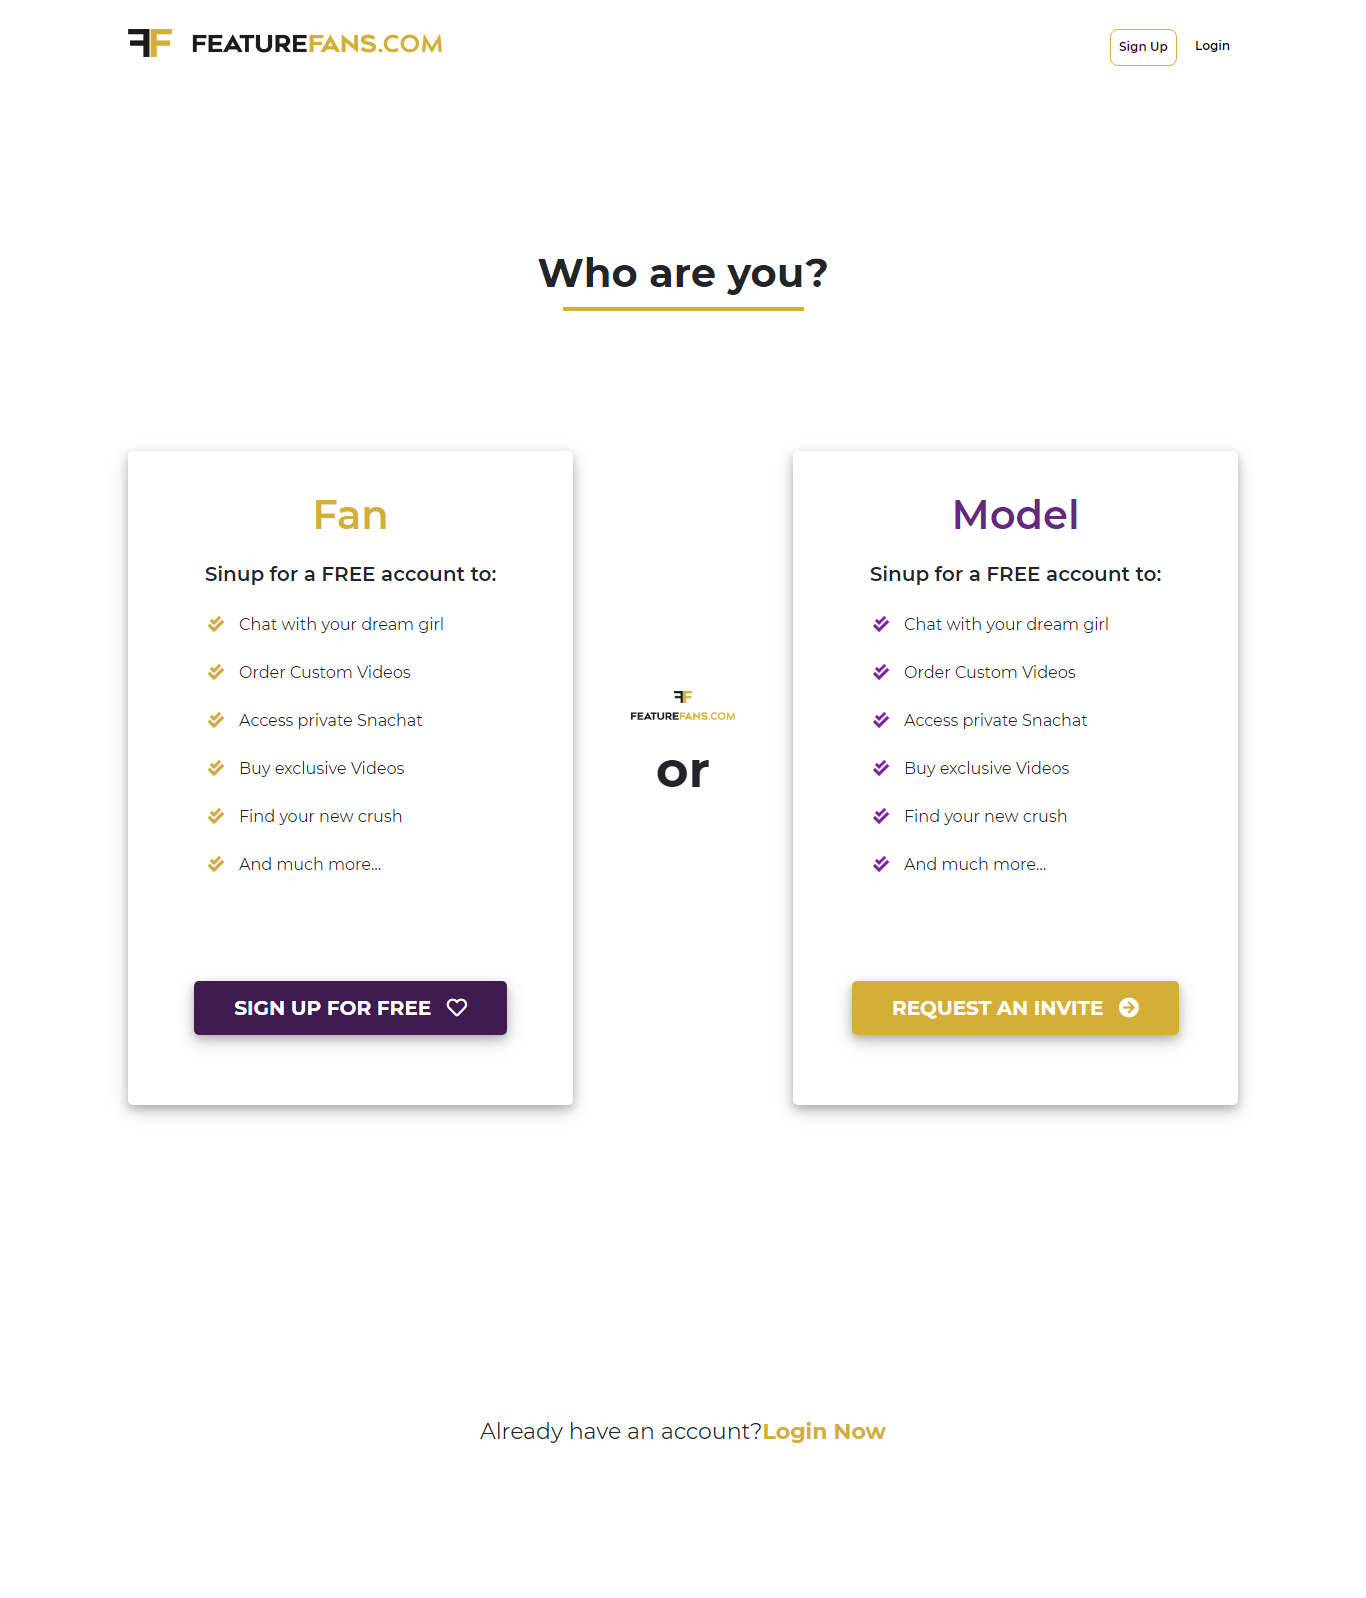 FF FEATUREFANS.COM
Sign Up Login
Who are you?
Fan
Sinup for a FREE account to:
Chat with your dream girl
Order Custom Videos
Access private Snachat
Buy exclusive Videos
Find your new crush
And much more...
SIGN UP FOR FREE
FF
FEATUREFANS.COM
or
Model
Sinup for a FREE account to:
Chat with your dream girl
Order Custom Videos
Access private Snachat
Buy exclusive Videos
Find your new crush
And much more...
REQUEST AN INVITE
Already have an account?Login Now